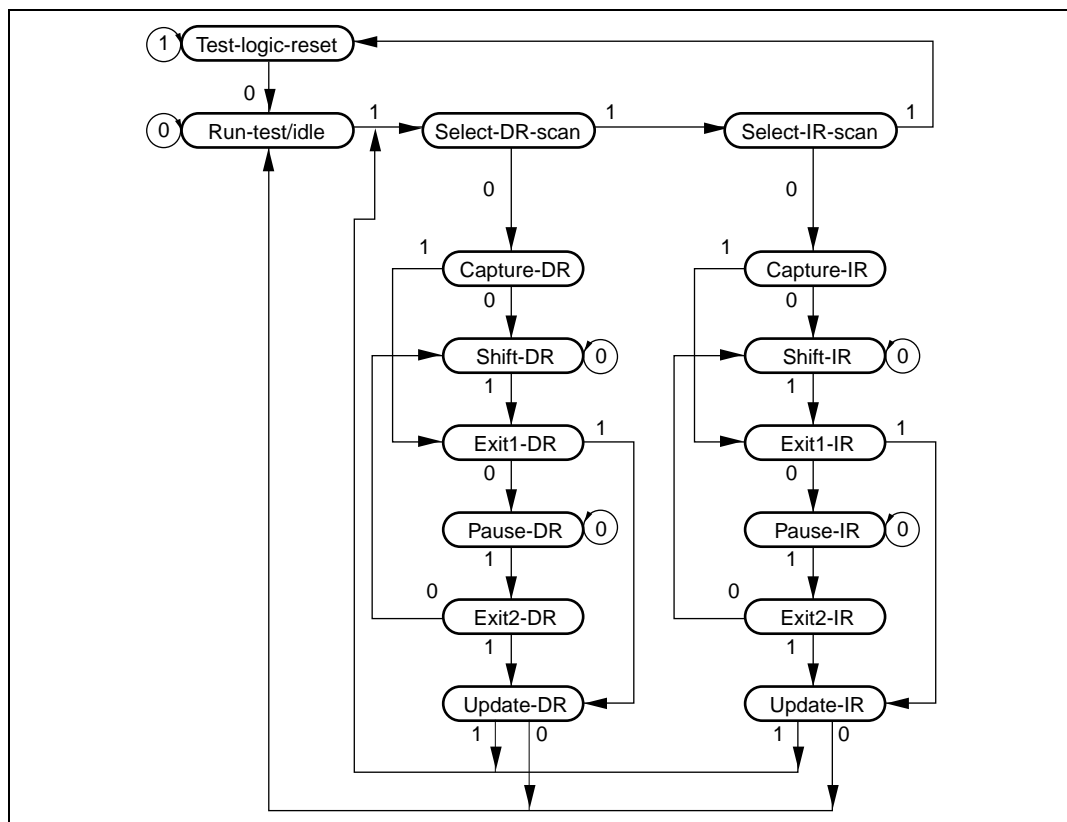 1 Test-logic-reset
0
0 Run-test/idle 1 Select-DR-scan 1 Select-IR-scan 1
0 0
1 1
Capture-DR Capture-IR
0 0
Shift-DR 0 Shift-IR 0
1 1
Exit1-DR 1 Exit1-IR 1
0 0
Pause-DR 0 Pause-IR 0
1 1
0 0
Exit2-DR Exit2-IR
1 1
Update-DR Update-IR
1 0 1 0